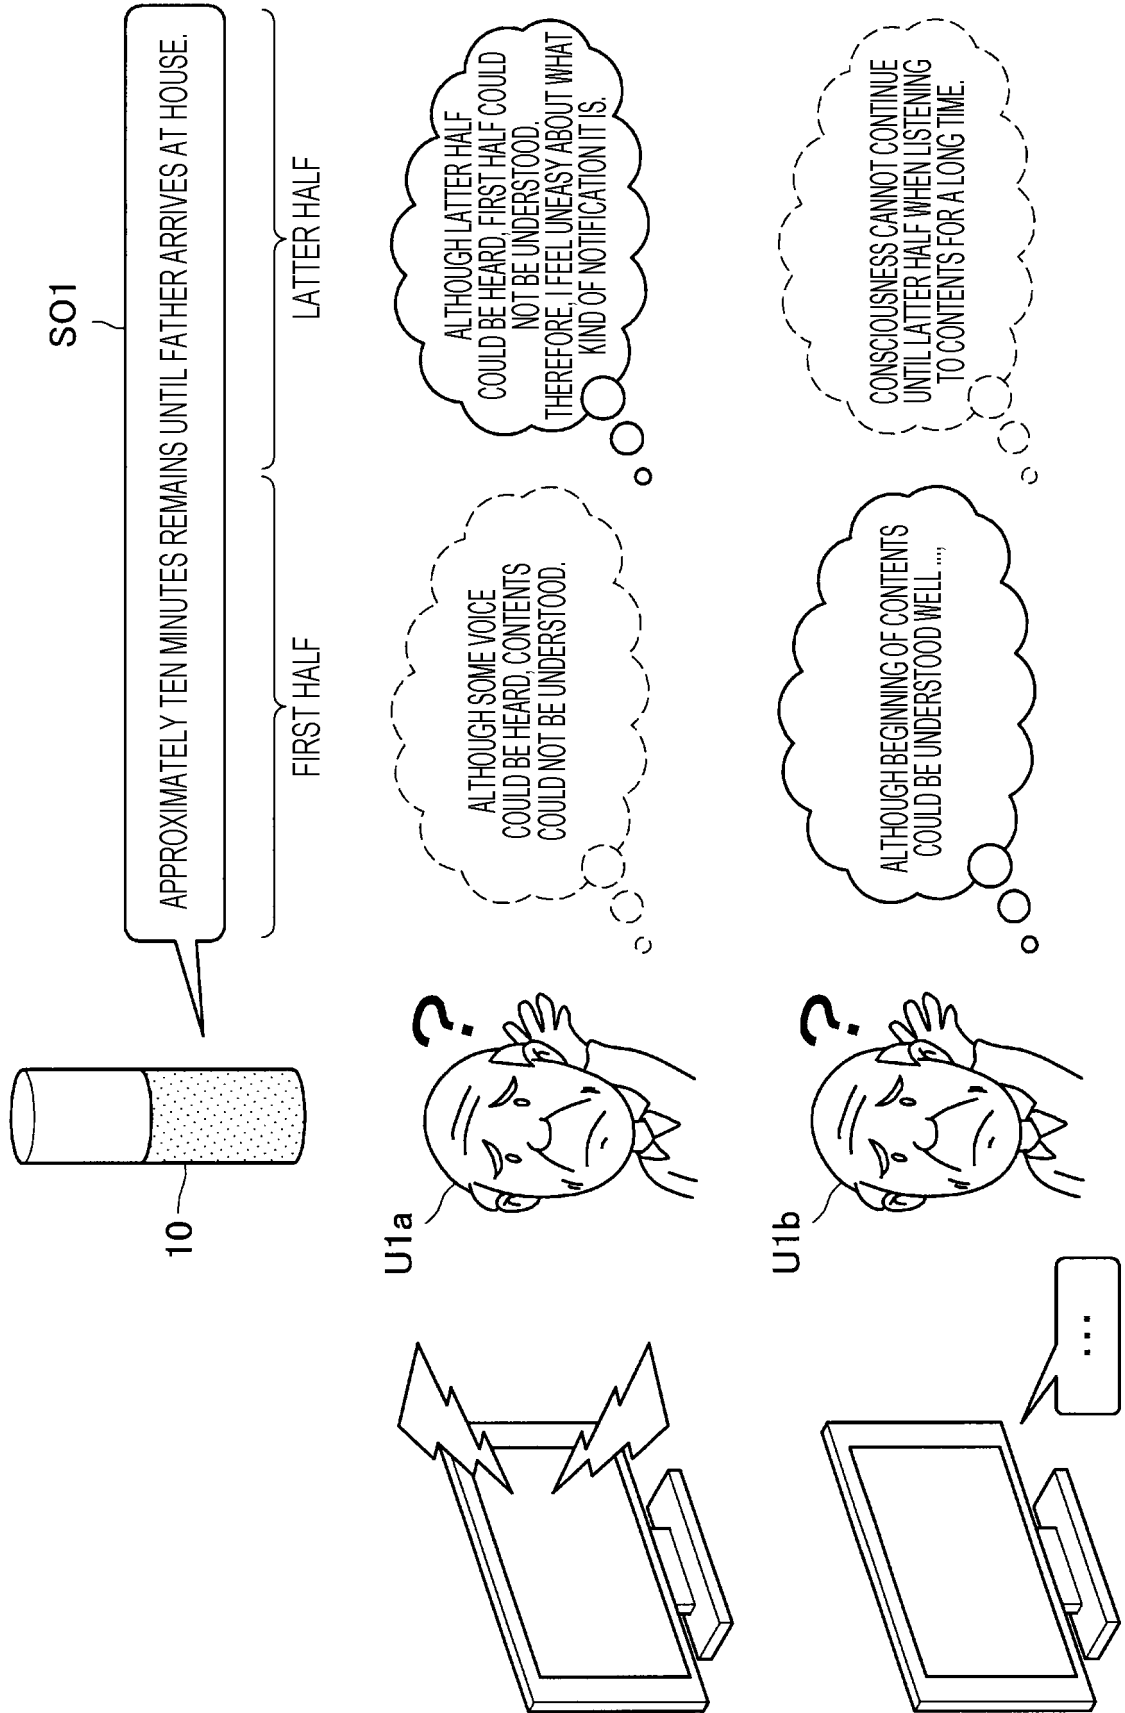 SO1
APPROXIMATELY TEN MINUTES REMAINS UNTIL FATHER ARRIVES AT HOUSE.
10
FIRST HALF
LATTER HALF
U1a
?
ALTHOUGH SOME VOICE
COULD BE HEARD, CONTENTS
COULD NOT BE UNDERSTOOD.
ALTHOUGH LATTER HALF
COULD BE HEARD, FIRST HALF COULD
NOT BE UNDERSTOOD.
THEREFORE, I FEEL UNEASY ABOUT WHAT
KIND OF NOTIFICATION IT IS.
U1b
?
ALTHOUGH BEGINNING OF CONTENTS
COULD BE UNDERSTOOD WELL ...,
CONSCIOUSNESS CANNOT CONTINUE
UNTIL LATTER HALF WHEN LISTENING
TO CONTENTS FOR A LONG TIME.
...